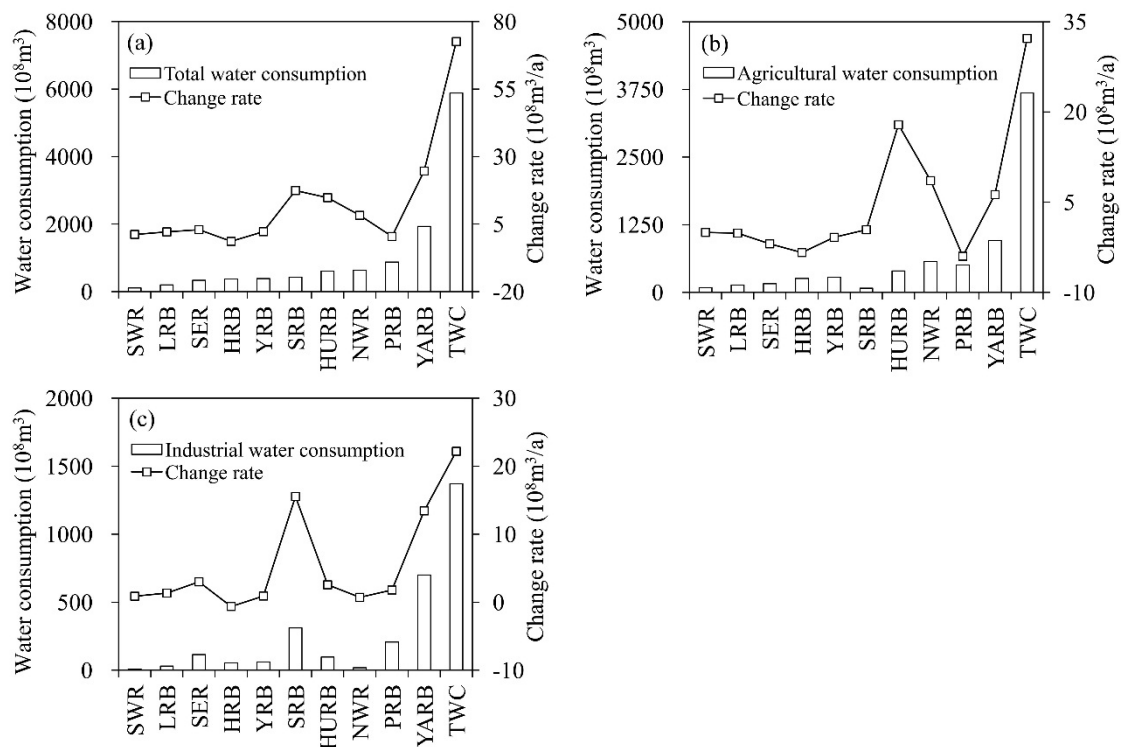 (a)
Total water consumption
Change rate
Water consumption (10⁸m³)
8000
6000
4000
2000
0
80
55
30
5
-20
Change rate (10⁸m³/a)
SWR
LRB
SER
HRB
YRB
SRB
HURB
NWR
PRB
YARB
TWC
(b)
Agricultural water consumption
Change rate
Water consumption (10⁸m³)
5000
3750
2500
1250
0
35
20
5
-10
Change rate (10⁸m³/a)
SWR
LRB
SER
HRB
YRB
SRB
HURB
NWR
PRB
YARB
TWC
(c)
Industrial water consumption
Change rate
Water consumption (10⁸m³)
2000
1500
1000
500
0
30
20
10
0
-10
Change rate (10⁸m³/a)
SWR
LRB
SER
HRB
YRB
SRB
HURB
NWR
PRB
YARB
TWC